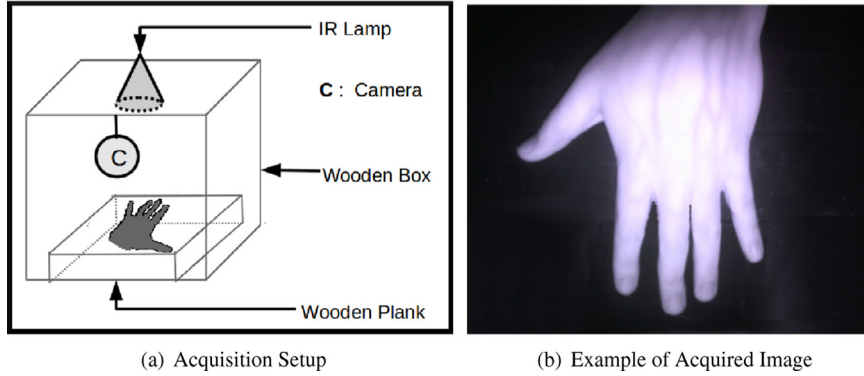 IR Lamp
C : Camera
C
Wooden Box
Wooden Plank
(a) Acquisition Setup
(b) Example of Acquired Image